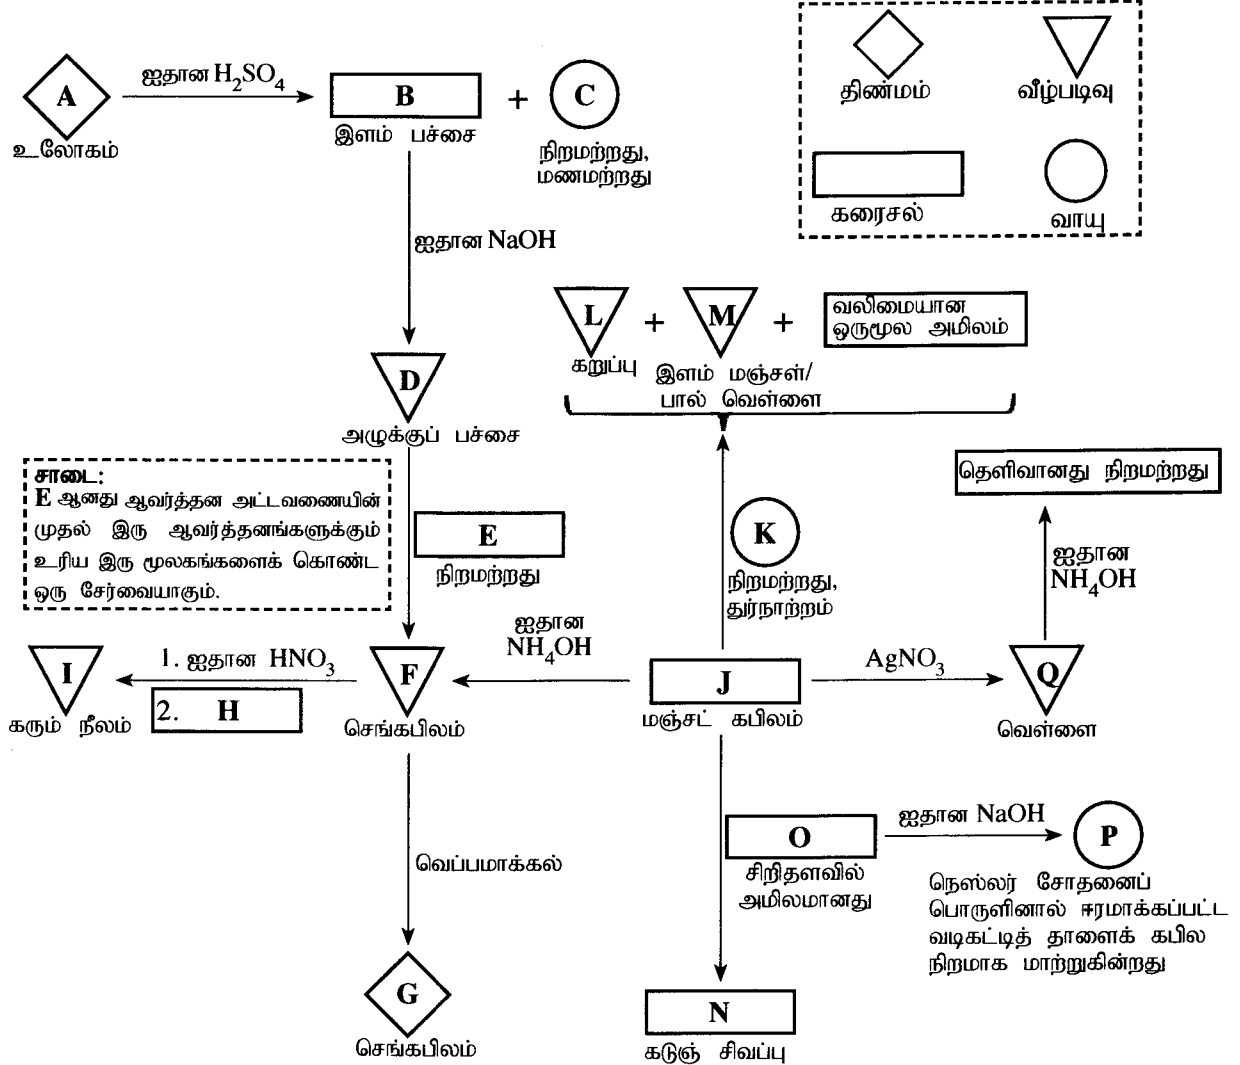 ஐதான H₂SO₄
A
B
+
C
உலோகம்
இளம் பச்சை
நிறமற்றது,
மணமற்றது
திண்மம்
வீழ்படிவு
கரைசல்
வாயு
ஐதான NaOH
L
+
M
+
வலிமையான
ஒருமூல அமிலம்
கறுப்பு
இளம் மஞ்சள்/
பால் வெள்ளை
D
அழுக்குப் பச்சை
சாடை:
E ஆனது ஆவர்த்தன அட்டவணையின்
முதல் இரு ஆவர்த்தனங்களுக்கும்
உரிய இரு மூலகங்களைக் கொண்ட
ஒரு சேர்வையாகும்.
E
நிறமற்றது
K
நிறமற்றது,
துர்நாற்றம்
தெளிவானது நிறமற்றது
ஐதான
NH₄OH
I
கரும் நீலம்
1. ஐதான HNO₃
2. H
F
செங்கபிலம்
ஐதான
NH₄OH
J
மஞ்சட் கபிலம்
AgNO₃
Q
வெள்ளை
வெப்பமாக்கல்
G
செங்கபிலம்
O
சிறிதளவில்
அமிலமானது
ஐதான NaOH
P
நெஸ்லர் சோதனைப்
பொருளினால் ஈரமாக்கப்பட்ட
வடிகட்டித் தாளைக் கபில
நிறமாக மாற்றுகின்றது
N
கடுஞ் சிவப்பு